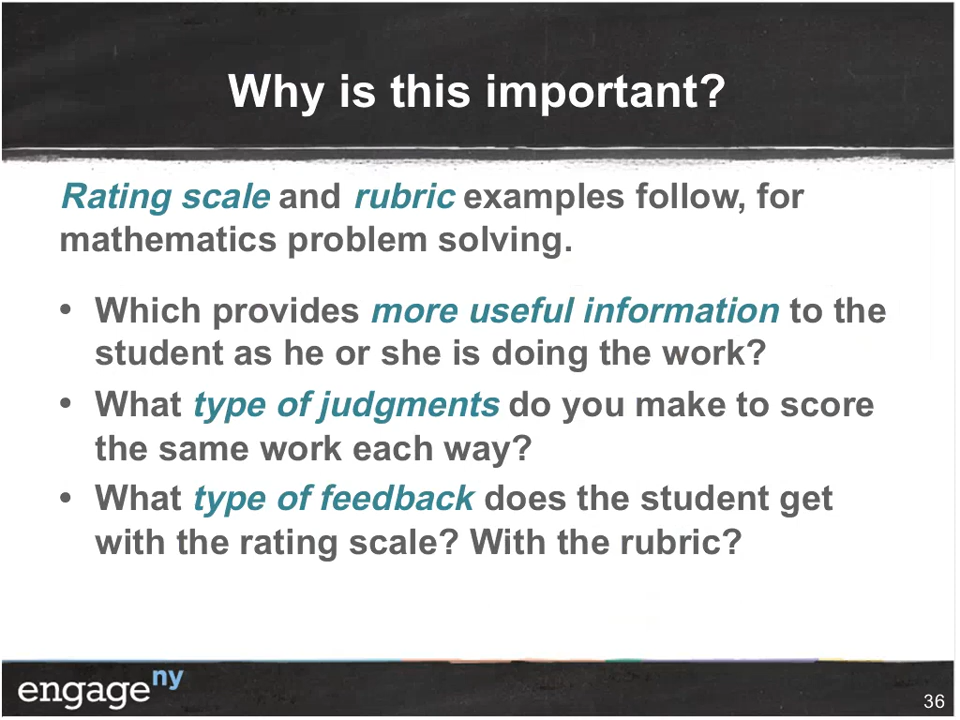 Why is this important?
Rating scale and rubric examples follow, for
mathematics problem solving.
• Which provides more useful information to the
student as he or she is doing the work?
• What type of judgments do you make to score
the same work each way?
• What type of feedback does the student get
with the rating scale? With the rubric?
engage ny
36